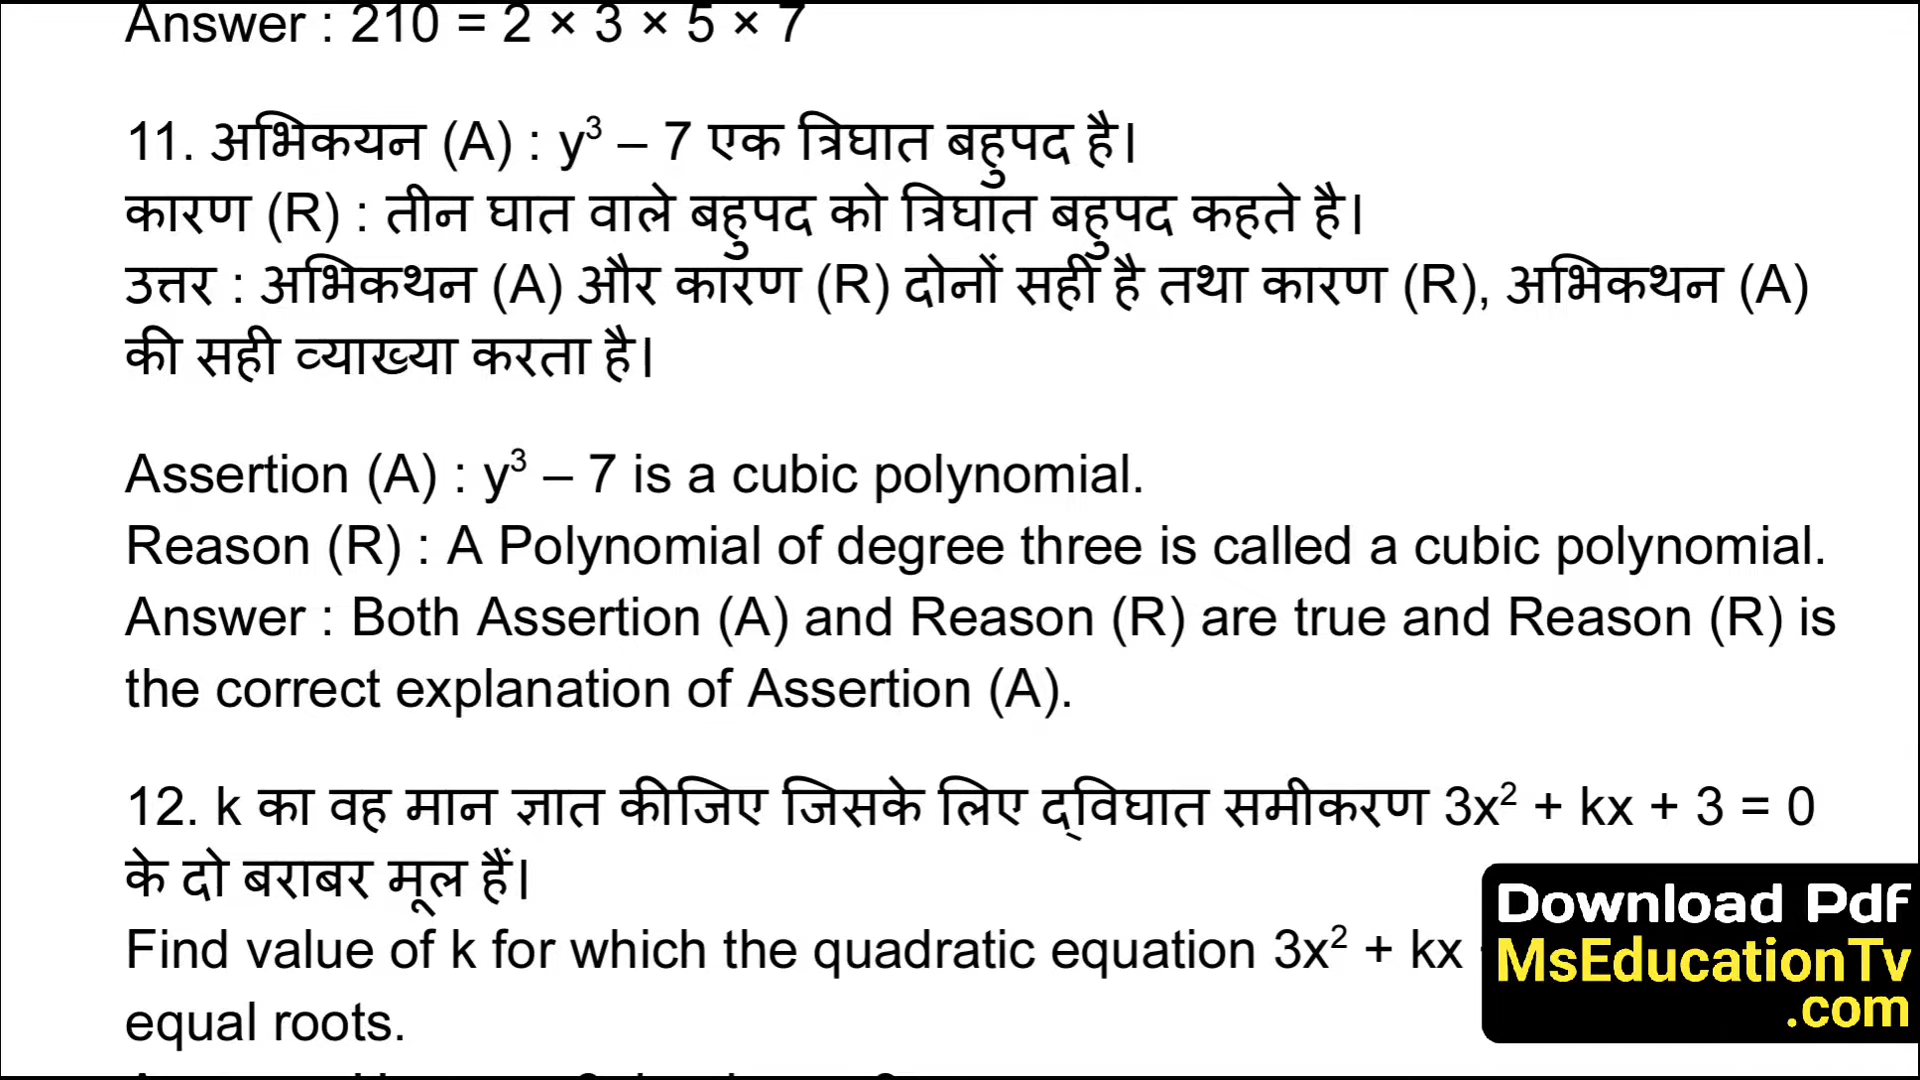 Answer : 210 = 2 × 3 × 5 × 7
11. अभिकयन (A) : y³ – 7 एक त्रिघात बहुपद है।
कारण (R) : तीन घात वाले बहुपद को त्रिघात बहुपद कहते है।
उत्तर : अभिकथन (A) और कारण (R) दोनों सही है तथा कारण (R), अभिकथन (A)
की सही व्याख्या करता है।
Assertion (A) : y³ – 7 is a cubic polynomial.
Reason (R) : A Polynomial of degree three is called a cubic polynomial.
Answer : Both Assertion (A) and Reason (R) are true and Reason (R) is
the correct explanation of Assertion (A).
12. k का वह मान ज्ञात कीजिए जिसके लिए द्विघात समीकरण 3x² + kx + 3 = 0
के दो बराबर मूल हैं।
Find value of k for which the quadratic equation 3x² + kx
equal roots.
Download Pdf
MsEducationTv
.com